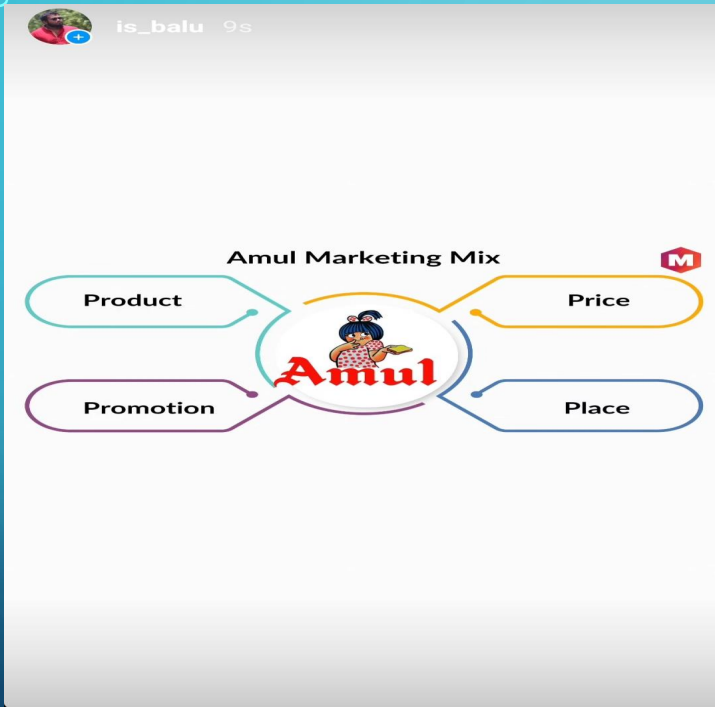 is_balu 9s
Amul Marketing Mix
M
Product
Price
Amul
Promotion
Place